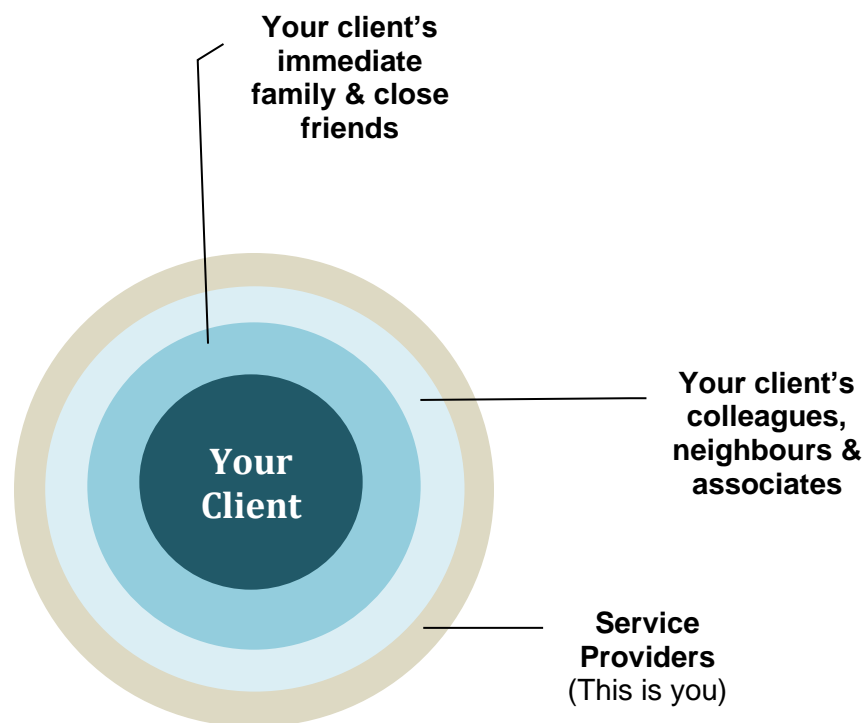 Your client’s
immediate
family & close
friends
Your client’s
colleagues,
neighbours &
associates
Your
Client
Service
Providers
(This is you)